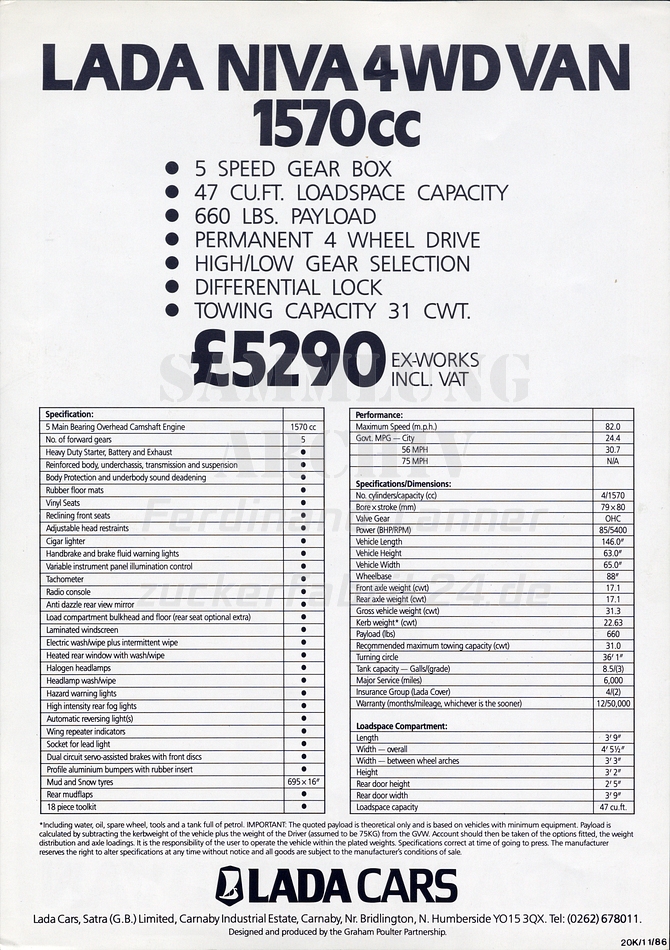 LADA NIVA 4WD VAN
1570cc
● 5 SPEED GEAR BOX
● 47 CU.FT. LOADSPACE CAPACITY
● 660 LBS. PAYLOAD
● PERMANENT 4 WHEEL DRIVE
● HIGH/LOW GEAR SELECTION
● DIFFERENTIAL LOCK
● TOWING CAPACITY 31 CWT.
£5290 EX-WORKS
INCL. VAT
SAMMLUNG
ARCHIV
Ferdinand Lanner
zuckerfabrik24.de
Specification:
5 Main Bearing Overhead Camshaft Engine 1570 cc
No. of forward gears 5
Heavy Duty Starter, Battery and Exhaust ●
Reinforced body, underchassis, transmission and suspension ●
Body Protection and underbody sound deadening ●
Rubber floor mats ●
Vinyl Seats ●
Reclining front seats ●
Adjustable head restraints ●
Cigar lighter ●
Handbrake and brake fluid warning lights ●
Variable instrument panel illumination control ●
Tachometer ●
Radio console ●
Anti dazzle rear view mirror ●
Load compartment bulkhead and floor (rear seat optional extra) ●
Laminated windscreen ●
Electric wash/wipe plus intermittent wipe ●
Heated rear window with wash/wipe ●
Halogen headlamps ●
Headlamp wash/wipe ●
Hazard warning lights ●
High intensity rear fog lights ●
Automatic reversing light(s) ●
Wing repeater indicators ●
Socket for lead light ●
Dual circuit servo-assisted brakes with front discs ●
Profile aluminium bumpers with rubber insert ●
Mud and Snow tyres 695×16"
Rear mudflaps ●
18 piece toolkit ●
Performance:
Maximum Speed (m.p.h.) 82.0
Govt. MPG — City 24.4
56 MPH 30.7
75 MPH N/A
Specifications/Dimensions:
No. cylinders/capacity (cc) 4/1570
Bore x stroke (mm) 79×80
Valve Gear OHC
Power (BHP/RPM) 85/5400
Vehicle Length 146.0"
Vehicle Height 63.0"
Vehicle Width 65.0"
Wheelbase 88"
Front axle weight (cwt) 17.1
Rear axle weight (cwt) 17.1
Gross vehicle weight (cwt) 31.3
Kerb weight* (cwt) 22.63
Payload (lbs) 660
Recommended maximum towing capacity (cwt) 31.0
Turning circle 36' 1"
Tank capacity — Galls/(grade) 8.5/(3)
Major Service (miles) 6,000
Insurance Group (Lada Cover) 4/(2)
Warranty (months/mileage, whichever is the sooner) 12/50,000
Loadspace Compartment:
Length 3' 9"
Width — overall 4' 5½"
Width — between wheel arches 3' 3"
Height 3' 2"
Rear door height 2' 5"
Rear door width 3' 9"
Loadspace capacity 47 cu.ft.
*Including water, oil, spare wheel, tools and a tank full of petrol. IMPORTANT: The quoted payload is theoretical only and is based on vehicles with minimum equipment. Payload is
calculated by subtracting the kerbweight of the vehicle plus the weight of the Driver (assumed to be 75KG) from the GVW. Account should then be taken of the options fitted, the weight
distribution and axle loadings. It is the responsibility of the user to operate the vehicle within the plated weights. Specifications correct at time of going to press. The manufacturer
reserves the right to alter specifications at any time without notice and all goods are subject to the manufacturer's conditions of sale.
LADA CARS
Lada Cars, Satra (G.B.) Limited, Carnaby Industrial Estate, Carnaby, Nr. Bridlington, N. Humberside YO15 3QX. Tel: (0262) 678011.
Designed and produced by the Graham Poulter Partnership.
20K/11/86